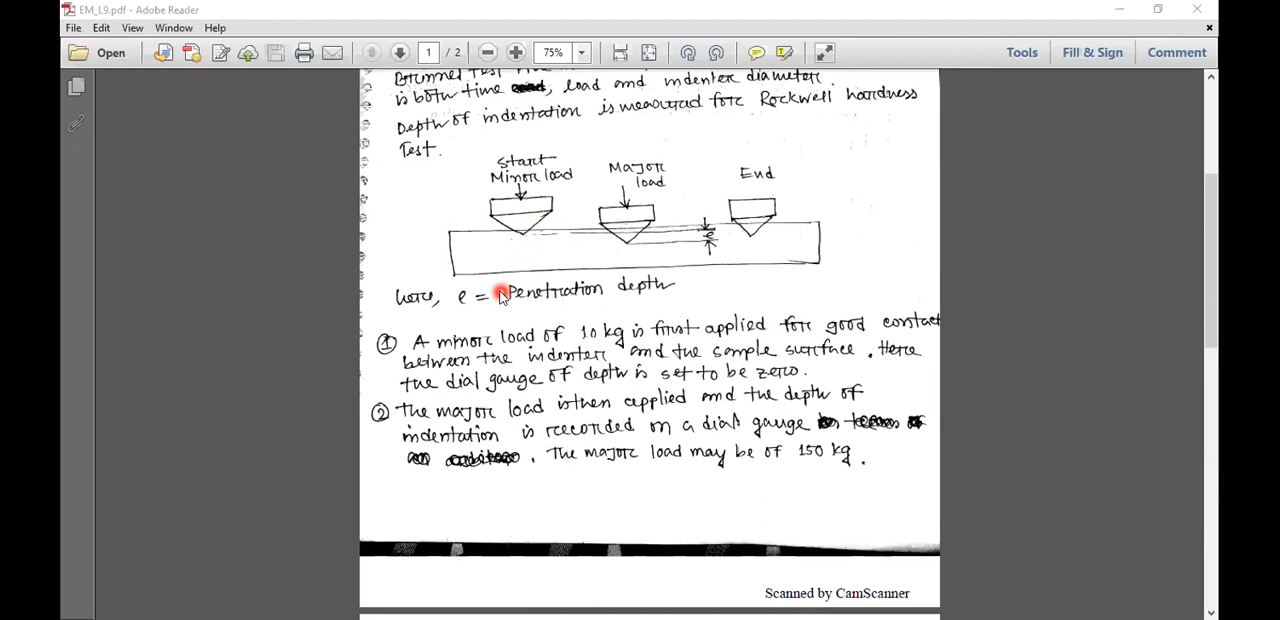 EM_L9.pdf - Adobe Reader
File Edit View Window Help
Open 1 / 2 75% Tools Fill & Sign Comment
is both time load and indenter diameter.
Depth of indentation is measured for Rockwell hardness
Test.
Start
Minor load
Major
load
End
e
here, e = Penetration depth
① A minor load of 10 kg is first applied for good contact
between the indenter and the sample surface. Here
the dial gauge of depth is set to be zero.
② The major load is then applied and the depth of
indentation is recorded on a dial gauge
. The major load may be of 150 kg.
Scanned by CamScanner